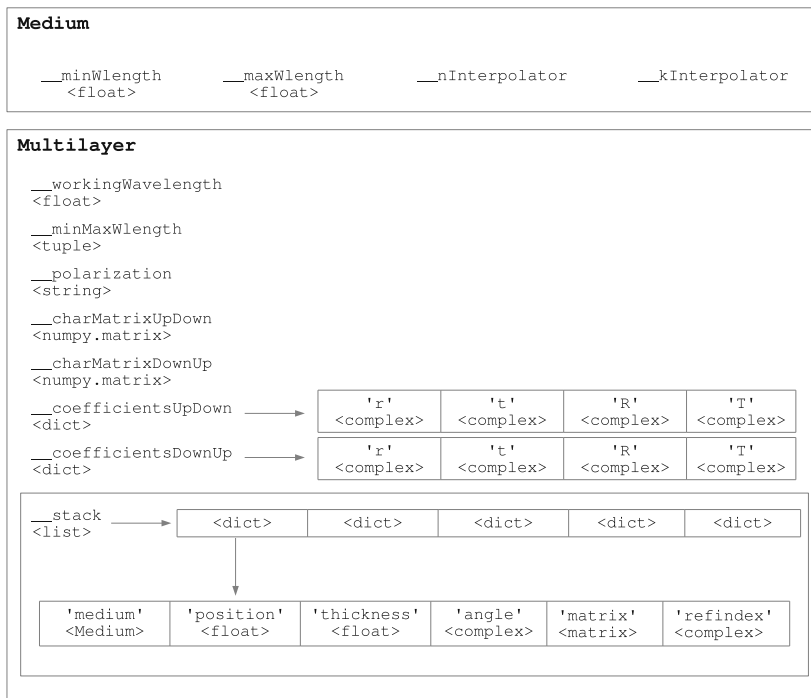 Medium
__minWlength __maxWlength __nInterpolator __kInterpolator
<float> <float>
Multilayer
__workingWavelength
<float>
__minMaxWlength
<tuple>
__polarization
<string>
__charMatrixUpDown
<numpy.matrix>
__charMatrixDownUp
<numpy.matrix>
__coefficientsUpDown 'r' 't' 'R' 'T'
<dict> <complex> <complex> <complex> <complex>
__coefficientsDownUp 'r' 't' 'R' 'T'
<dict> <complex> <complex> <complex> <complex>
__stack <dict> <dict> <dict> <dict> <dict>
<list>
'medium' 'position' 'thickness' 'angle' 'matrix' 'refindex'
<Medium> <float> <float> <complex> <matrix> <complex>